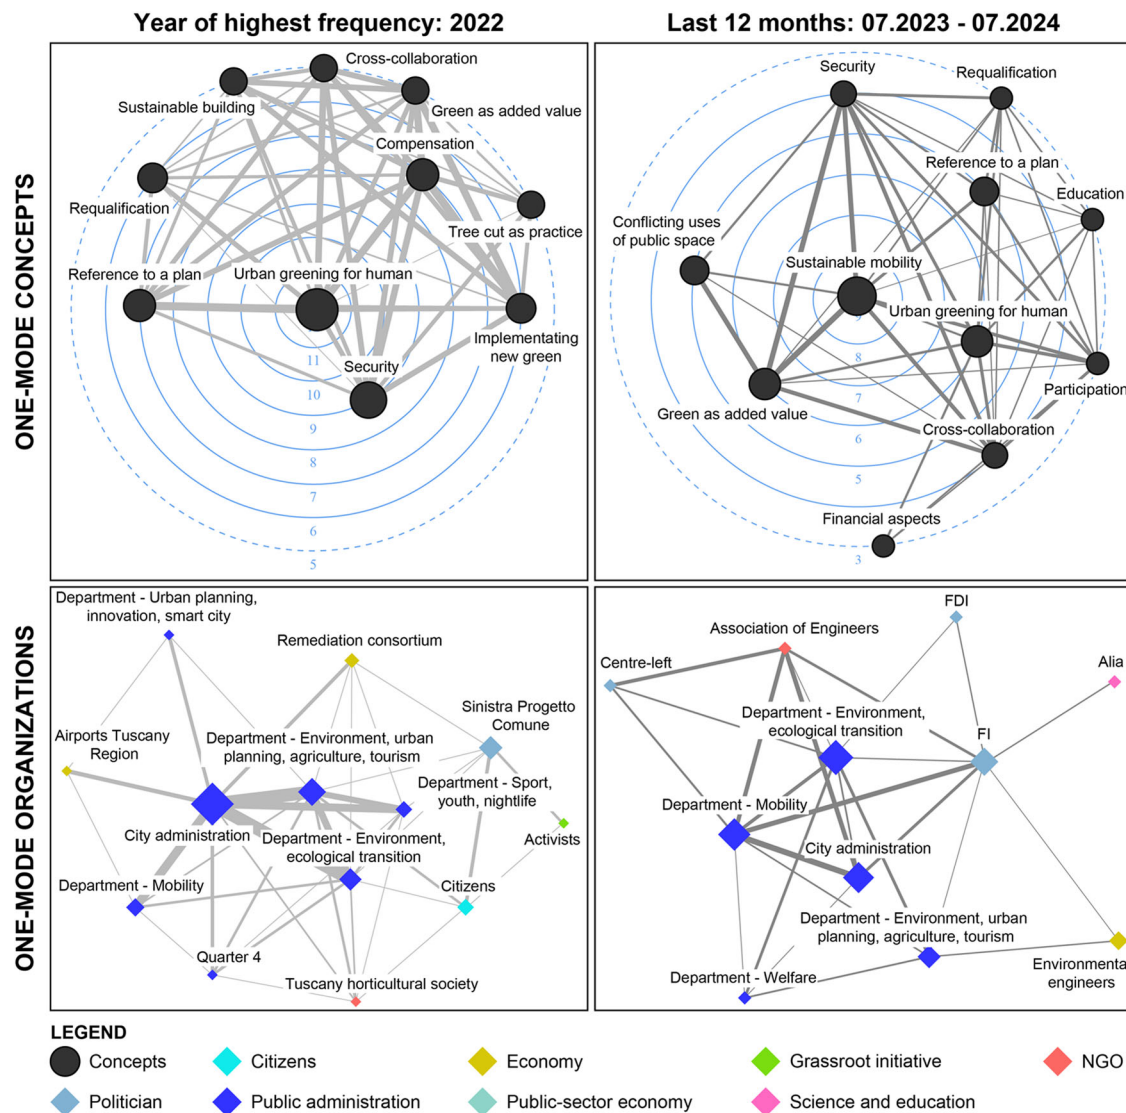 Year of highest frequency: 2022
Last 12 months: 07.2023 - 07.2024
ONE-MODE CONCEPTS
Cross-collaboration
Sustainable building
Green as added value
Compensation
Requalification
Tree cut as practice
Reference to a plan
Urban greening for human
Implementating
new green
Security
11
10
9
8
7
6
5
Security
Requalification
Reference to a plan
Education
Conflicting uses
of public space
Sustainable mobility
Urban greening for human
Participation
Green as added value
Cross-collaboration
Financial aspects
9
8
7
6
5
3
ONE-MODE ORGANIZATIONS
Department - Urban planning,
innovation, smart city
Remediation consortium
Sinistra Progetto
Comune
Airports Tuscany
Region
Department - Environment, urban
planning, agriculture, tourism
Department - Sport,
youth, nightlife
City administration
Department - Environment,
ecological transition
Activists
Department - Mobility
Citizens
Quarter 4
Tuscany horticultural society
FDI
Association of Engineers
Centre-left
Alia
Department - Environment,
ecological transition
FI
Department - Mobility
City administration
Department - Environment, urban
planning, agriculture, tourism
Department - Welfare
Environmental
engineers
LEGEND
Concepts
Citizens
Economy
Grassroot initiative
NGO
Politician
Public administration
Public-sector economy
Science and education